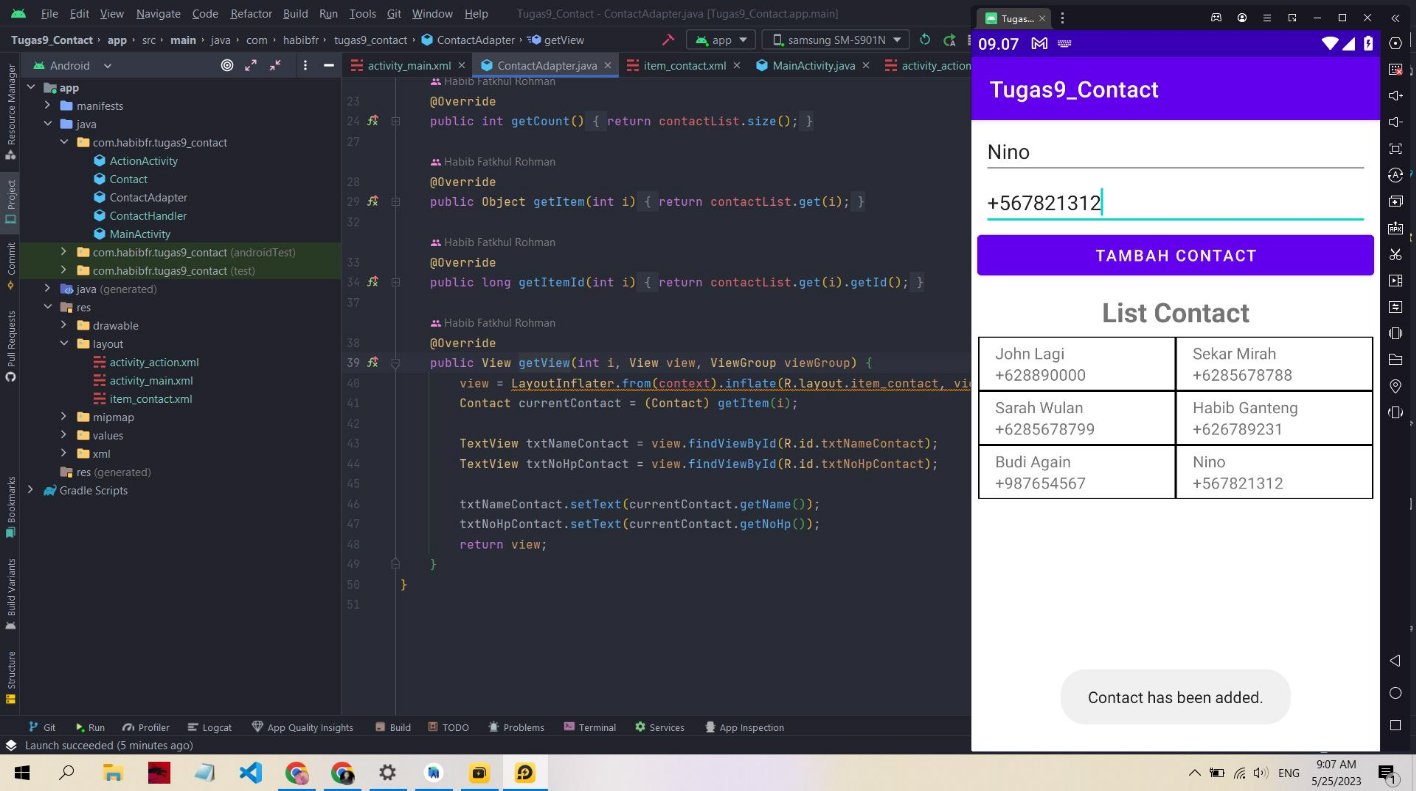 File Edit View Navigate Code Refactor Build Run Tools Git Window Help
Tugas9_Contact - ContactAdapter.java [Tugas9_Contact.app.main]
Tugas9_Contact › app › src › main › java › com › habibfr › tugas9_contact › ContactAdapter › getView
app
samsung SM-S901N
Android
activity_main.xml
ContactAdapter.java
item_contact.xml
MainActivity.java
activity_action
Resource Manager
Project
Commit
Pull Requests
Bookmarks
Build Variants
Structure
app
manifests
java
com.habibfr.tugas9_contact
ActionActivity
Contact
ContactAdapter
ContactHandler
MainActivity
com.habibfr.tugas9_contact (androidTest)
com.habibfr.tugas9_contact (test)
java (generated)
res
drawable
layout
activity_action.xml
activity_main.xml
item_contact.xml
mipmap
values
xml
res (generated)
Gradle Scripts
Habib Fatkhul Rohman
23 @Override
24 public int getCount() { return contactList.size(); }
27
Habib Fatkhul Rohman
28 @Override
29 public Object getItem(int i) { return contactList.get(i); }
32
Habib Fatkhul Rohman
33 @Override
34 public long getItemId(int i) { return contactList.get(i).getId(); }
37
Habib Fatkhul Rohman
38 @Override
39 public View getView(int i, View view, ViewGroup viewGroup) {
40 view = LayoutInflater.from(context).inflate(R.layout.item_contact, vi
41 Contact currentContact = (Contact) getItem(i);
42
43 TextView txtNameContact = view.findViewById(R.id.txtNameContact);
44 TextView txtNoHpContact = view.findViewById(R.id.txtNoHpContact);
45
46 txtNameContact.setText(currentContact.getName());
47 txtNoHpContact.setText(currentContact.getNoHp());
48 return view;
49 }
50 }
51
Tugas...
09.07
Tugas9_Contact
Nino
+567821312
TAMBAH CONTACT
List Contact
John Lagi
+628890000
Sekar Mirah
+6285678788
Sarah Wulan
+6285678799
Habib Ganteng
+626789231
Budi Again
+987654567
Nino
+567821312
Contact has been added.
Git Run Profiler Logcat App Quality Insights Build TODO Problems Terminal Services App Inspection
Launch succeeded (5 minutes ago)
ENG
9:07 AM
5/25/2023
1